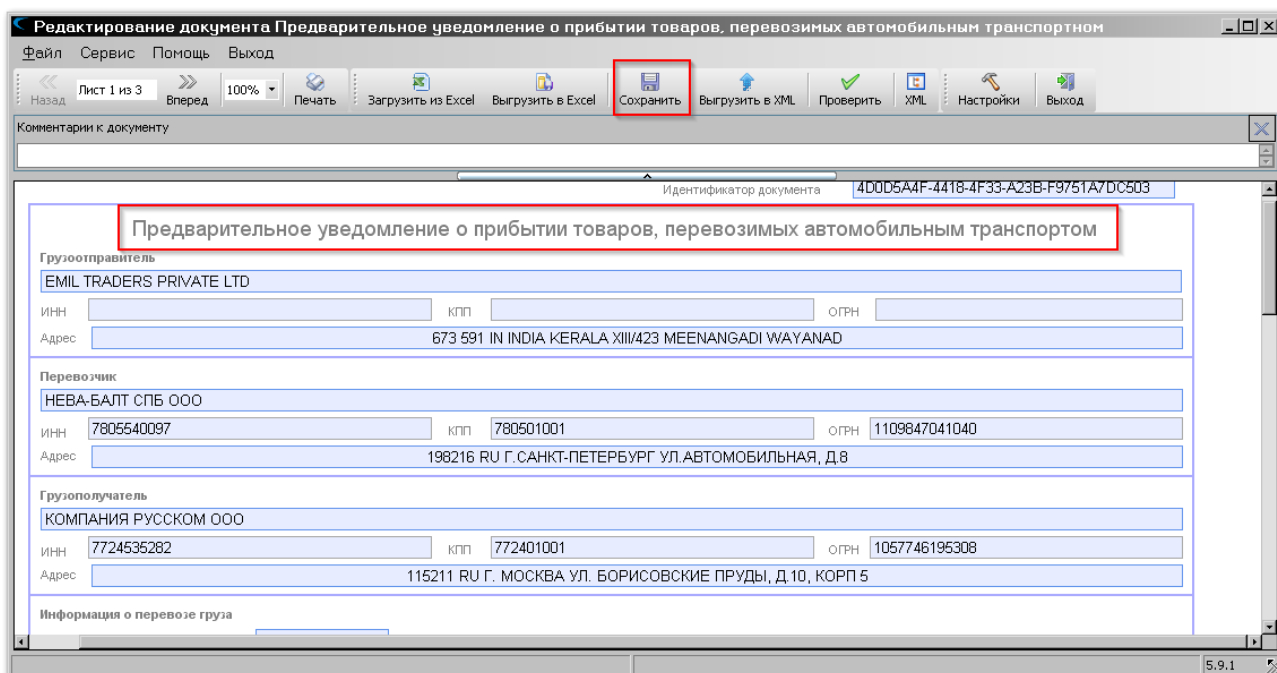 Редактирование документа Предварительное уведомление о прибытии товаров, перевозимых автомобильным транспортном
Файл Сервис Помощь Выход
Назад Лист 1 из 3 Вперед 100% Печать Загрузить из Excel Выгрузить в Excel Сохранить Выгрузить в XML Проверить XML Настройки Выход
Комментарии к документу
Идентификатор документа 4D0D5A4F-4418-4F33-A23B-F9751A7DC503
Предварительное уведомление о прибытии товаров, перевозимых автомобильным транспортом
Грузоотправитель
EMIL TRADERS PRIVATE LTD
ИНН КПП ОГРН
Адрес 673 591 IN INDIA KERALA XIII/423 MEENANGADI WAYANAD
Перевозчик
НЕВА-БАЛТ СПБ ООО
ИНН 7805540097 КПП 780501001 ОГРН 1109847041040
Адрес 198216 RU Г.САНКТ-ПЕТЕРБУРГ УЛ.АВТОМОБИЛЬНАЯ, Д.8
Грузополучатель
КОМПАНИЯ РУССКОМ ООО
ИНН 7724535282 КПП 772401001 ОГРН 1057746195308
Адрес 115211 RU Г. МОСКВА УЛ. БОРИСОВСКИЕ ПРУДЫ, Д.10, КОРП 5
Информация о перевозе груза
5.9.1